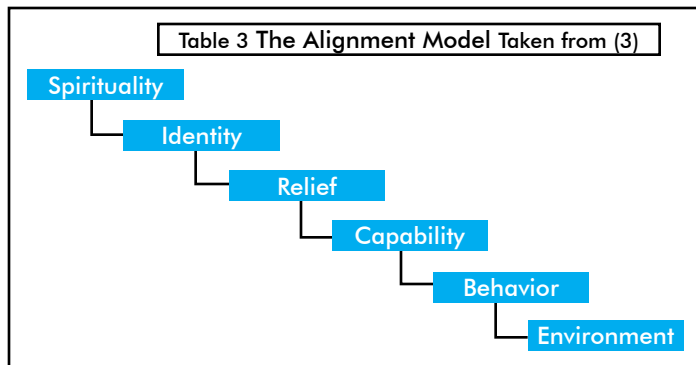 Table 3 The Alignment Model Taken from (3)
Spirituality
Identity
Relief
Capability
Behavior
Environment